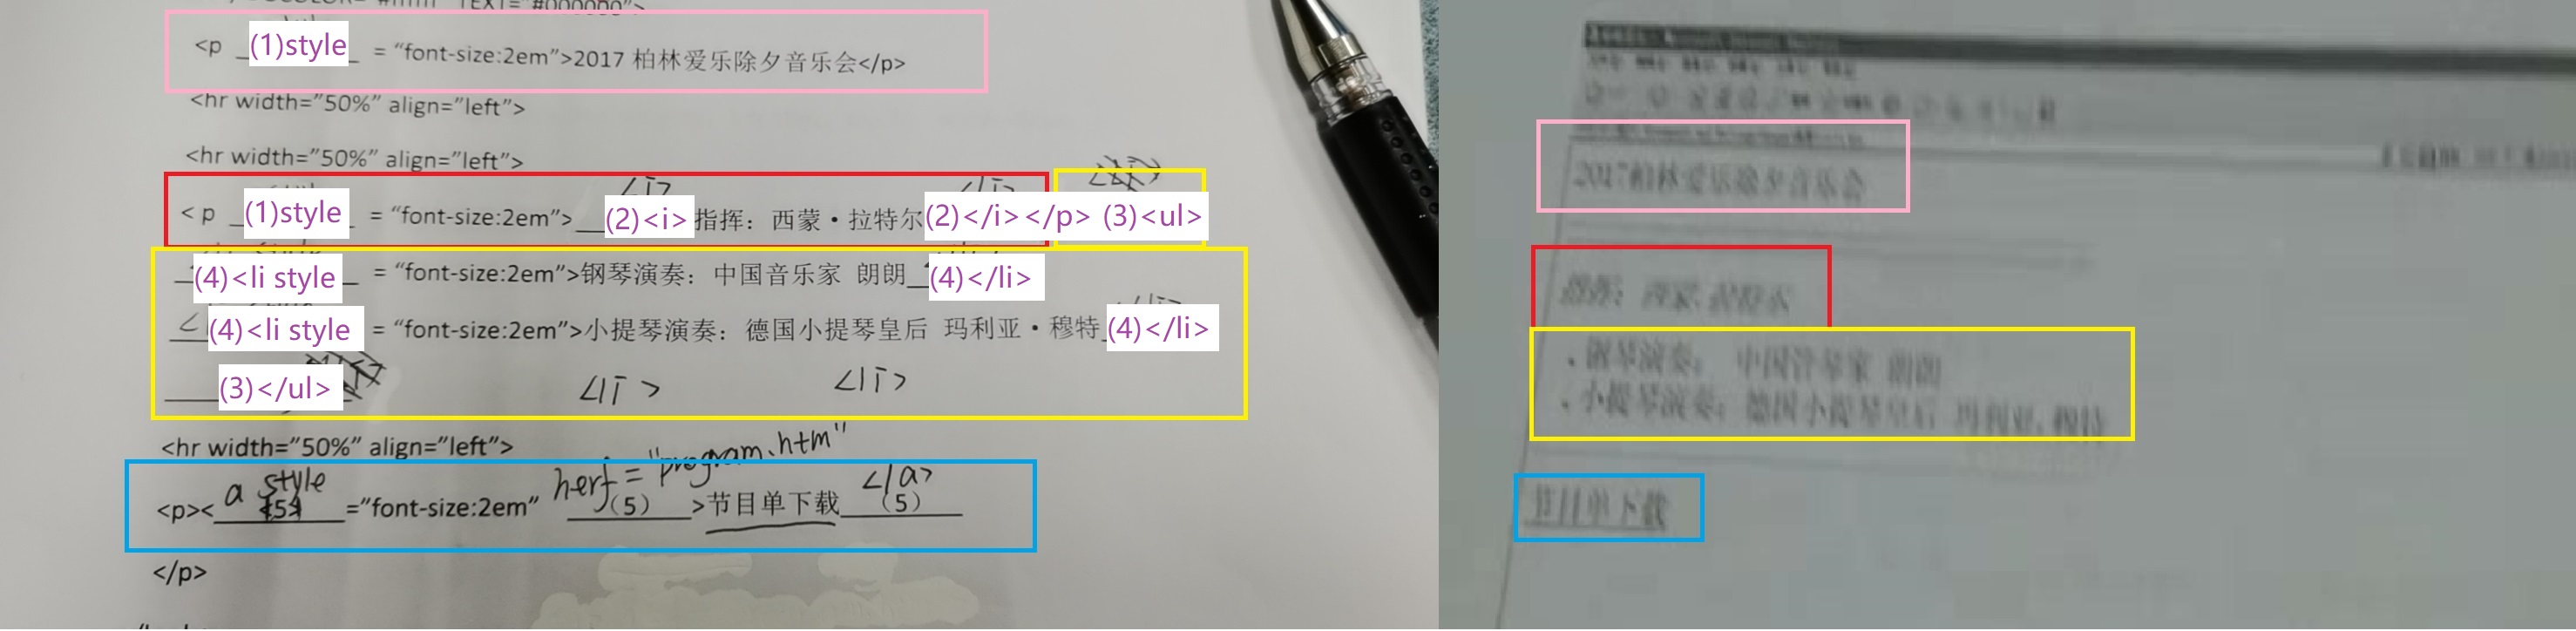 TEXT="#000000">
<p (1)style = “font-size:2em”>2017 柏林爱乐除夕音乐会</p>
<hr width=”50%” align=”left”>
<hr width=”50%” align=”left”>
< p (1)style = “font-size:2em”> (2)<i> 指挥：西蒙·拉特尔 (2)</i></p> (3)<ul>
(4)<li style = “font-size:2em”>钢琴演奏：中国音乐家 朗朗 (4)</li>
(4)<li style = “font-size:2em”>小提琴演奏：德国小提琴皇后 玛利亚·穆特 (4)</li>
(3)</ul> <li> <li>
<hr width=”50%” align=”left”>
herf="program.htm"
<p>< a style (5) =”font-size:2em” (5) >节目单下载 </a> (5)
</p>
2017柏林爱乐除夕音乐会
指挥：西蒙·拉特尔
·钢琴演奏： 中国音乐家 朗朗
·小提琴演奏：德国小提琴皇后 玛利亚·穆特
节目单下载